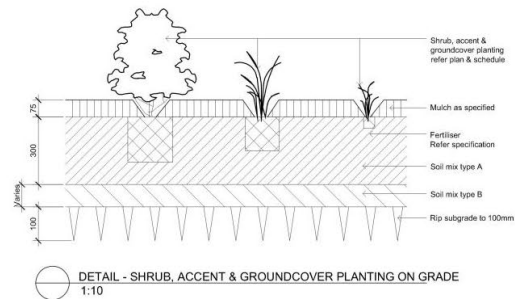 Shrub, accent &
groundcover planting
refer plan & schedule
75
Mulch as specified
Fertiliser
Refer specification
300
Soil mix type A
Varies
Soil mix type B
100
Rip subgrade to 100mm
DETAIL - SHRUB, ACCENT & GROUNDCOVER PLANTING ON GRADE
1:10